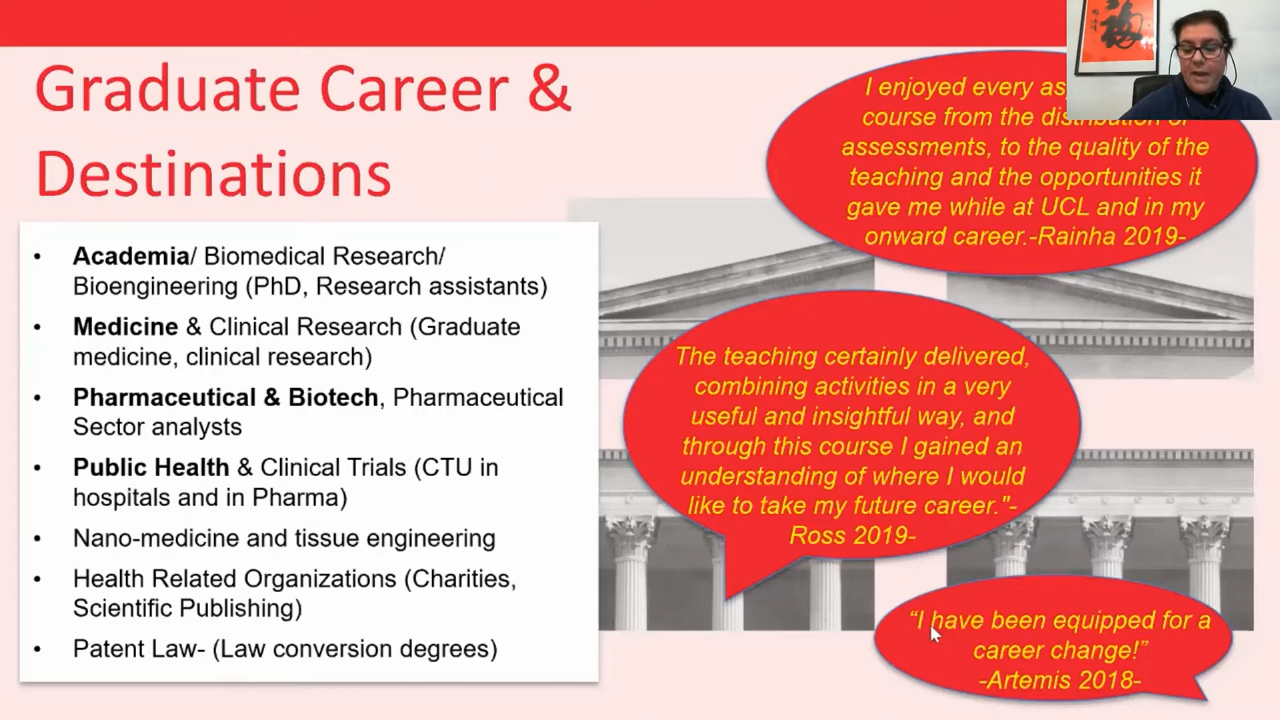 Graduate Career &
Destinations
• Academia/ Biomedical Research/
Bioengineering (PhD, Research assistants)
• Medicine & Clinical Research (Graduate
medicine, clinical research)
• Pharmaceutical & Biotech, Pharmaceutical
Sector analysts
• Public Health & Clinical Trials (CTU in
hospitals and in Pharma)
• Nano-medicine and tissue engineering
• Health Related Organizations (Charities,
Scientific Publishing)
• Patent Law- (Law conversion degrees)
福
I enjoyed every
course from the distribution of
assessments, to the quality of the
teaching and the opportunities it
gave me while at UCL and in my
onward career.-Rainha 2019-
The teaching certainly delivered,
combining activities in a very
useful and insightful way, and
through this course I gained an
understanding of where I would
like to take my future career."-
Ross 2019-
“I have been equipped for a
career change!”
-Artemis 2018-